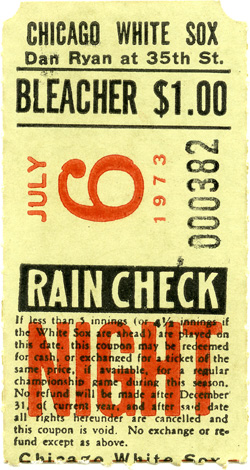 CHICAGO WHITE SOX
Dan Ryan at 35th St.
BLEACHER $1.00
JULY 6 1973
000382
RAIN CHECK
NIGHT
If less than 5 innings (or 4½ innings if
the White Sox are ahead) are played on
this date, this coupon may be redeemed
for cash, or exchanged for a ticket of the
same price, if available, for regular
championship game during this season.
No refund will be made after December
31, of current year, and after said date
all rights hereunder are cancelled and
this coupon is void. No exchange or re-
fund except as above.
Chicago White Sox